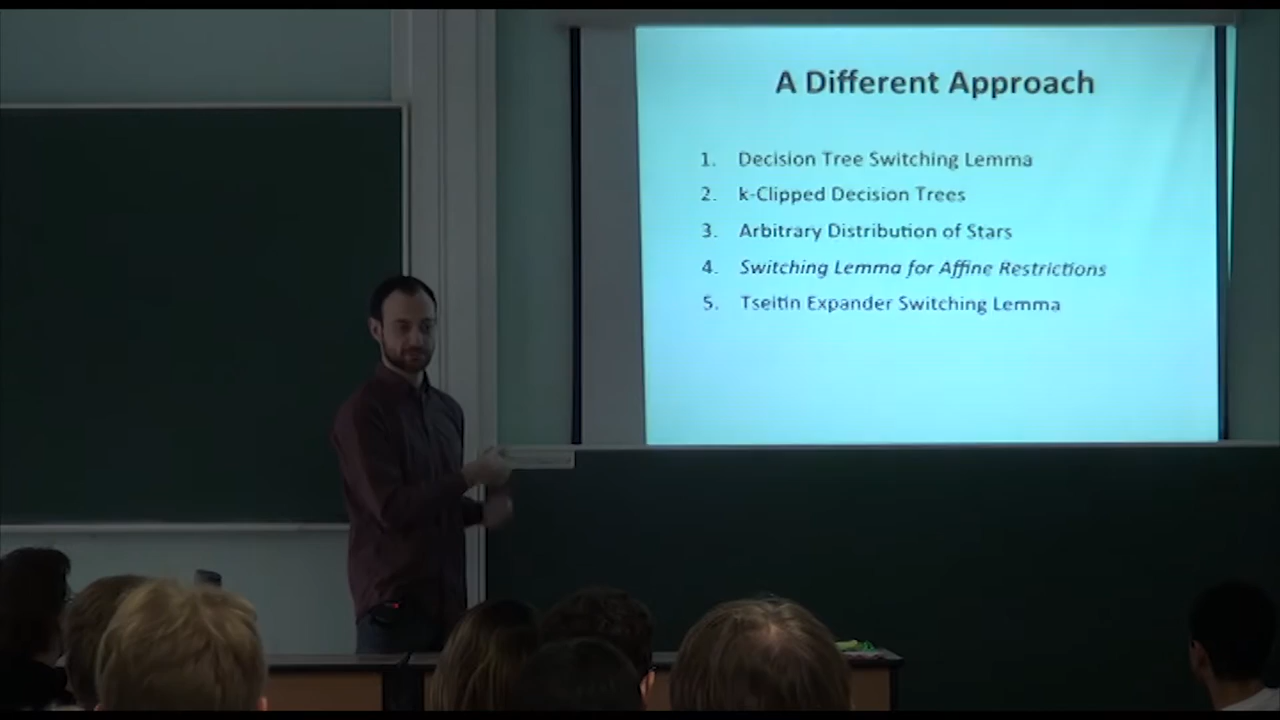 A Different Approach
1. Decision Tree Switching Lemma
2. k-Clipped Decision Trees
3. Arbitrary Distribution of Stars
4. Switching Lemma for Affine Restrictions
5. Tseitin Expander Switching Lemma